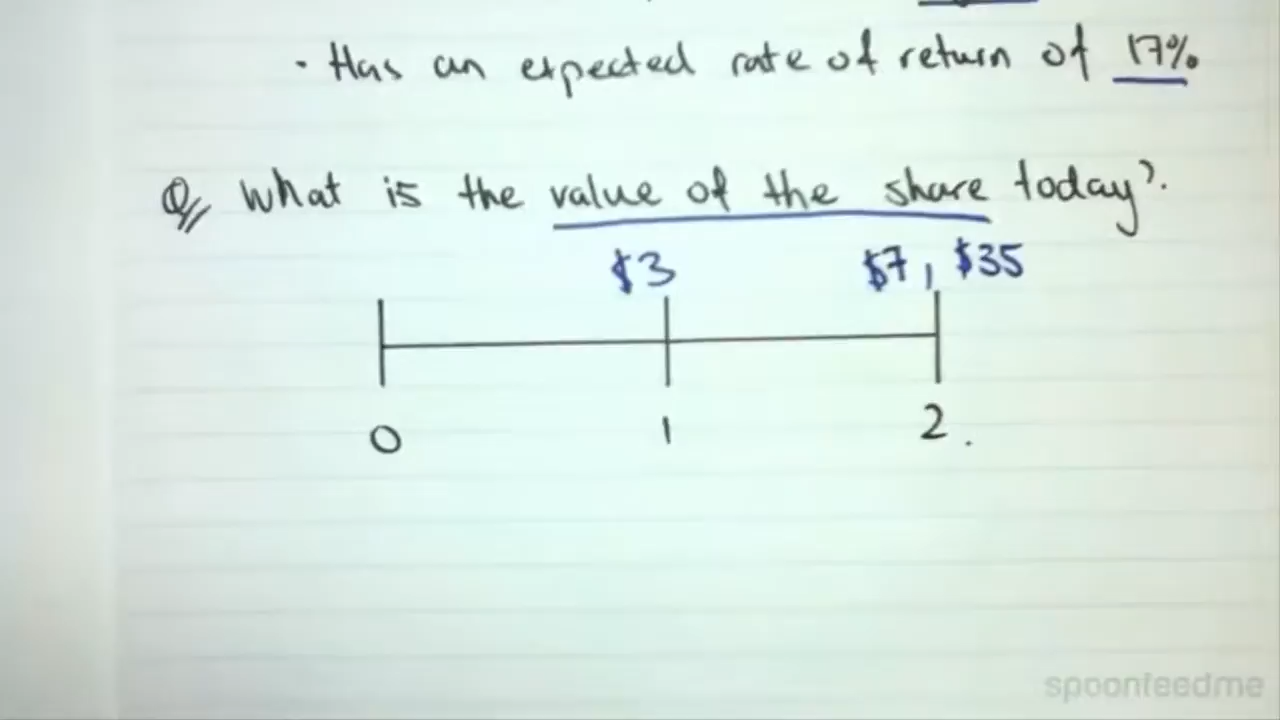 · Has an expected rate of return of 17%
Q// What is the value of the share today?
$3 $7, $35
0 1 2.
spoonfeedme